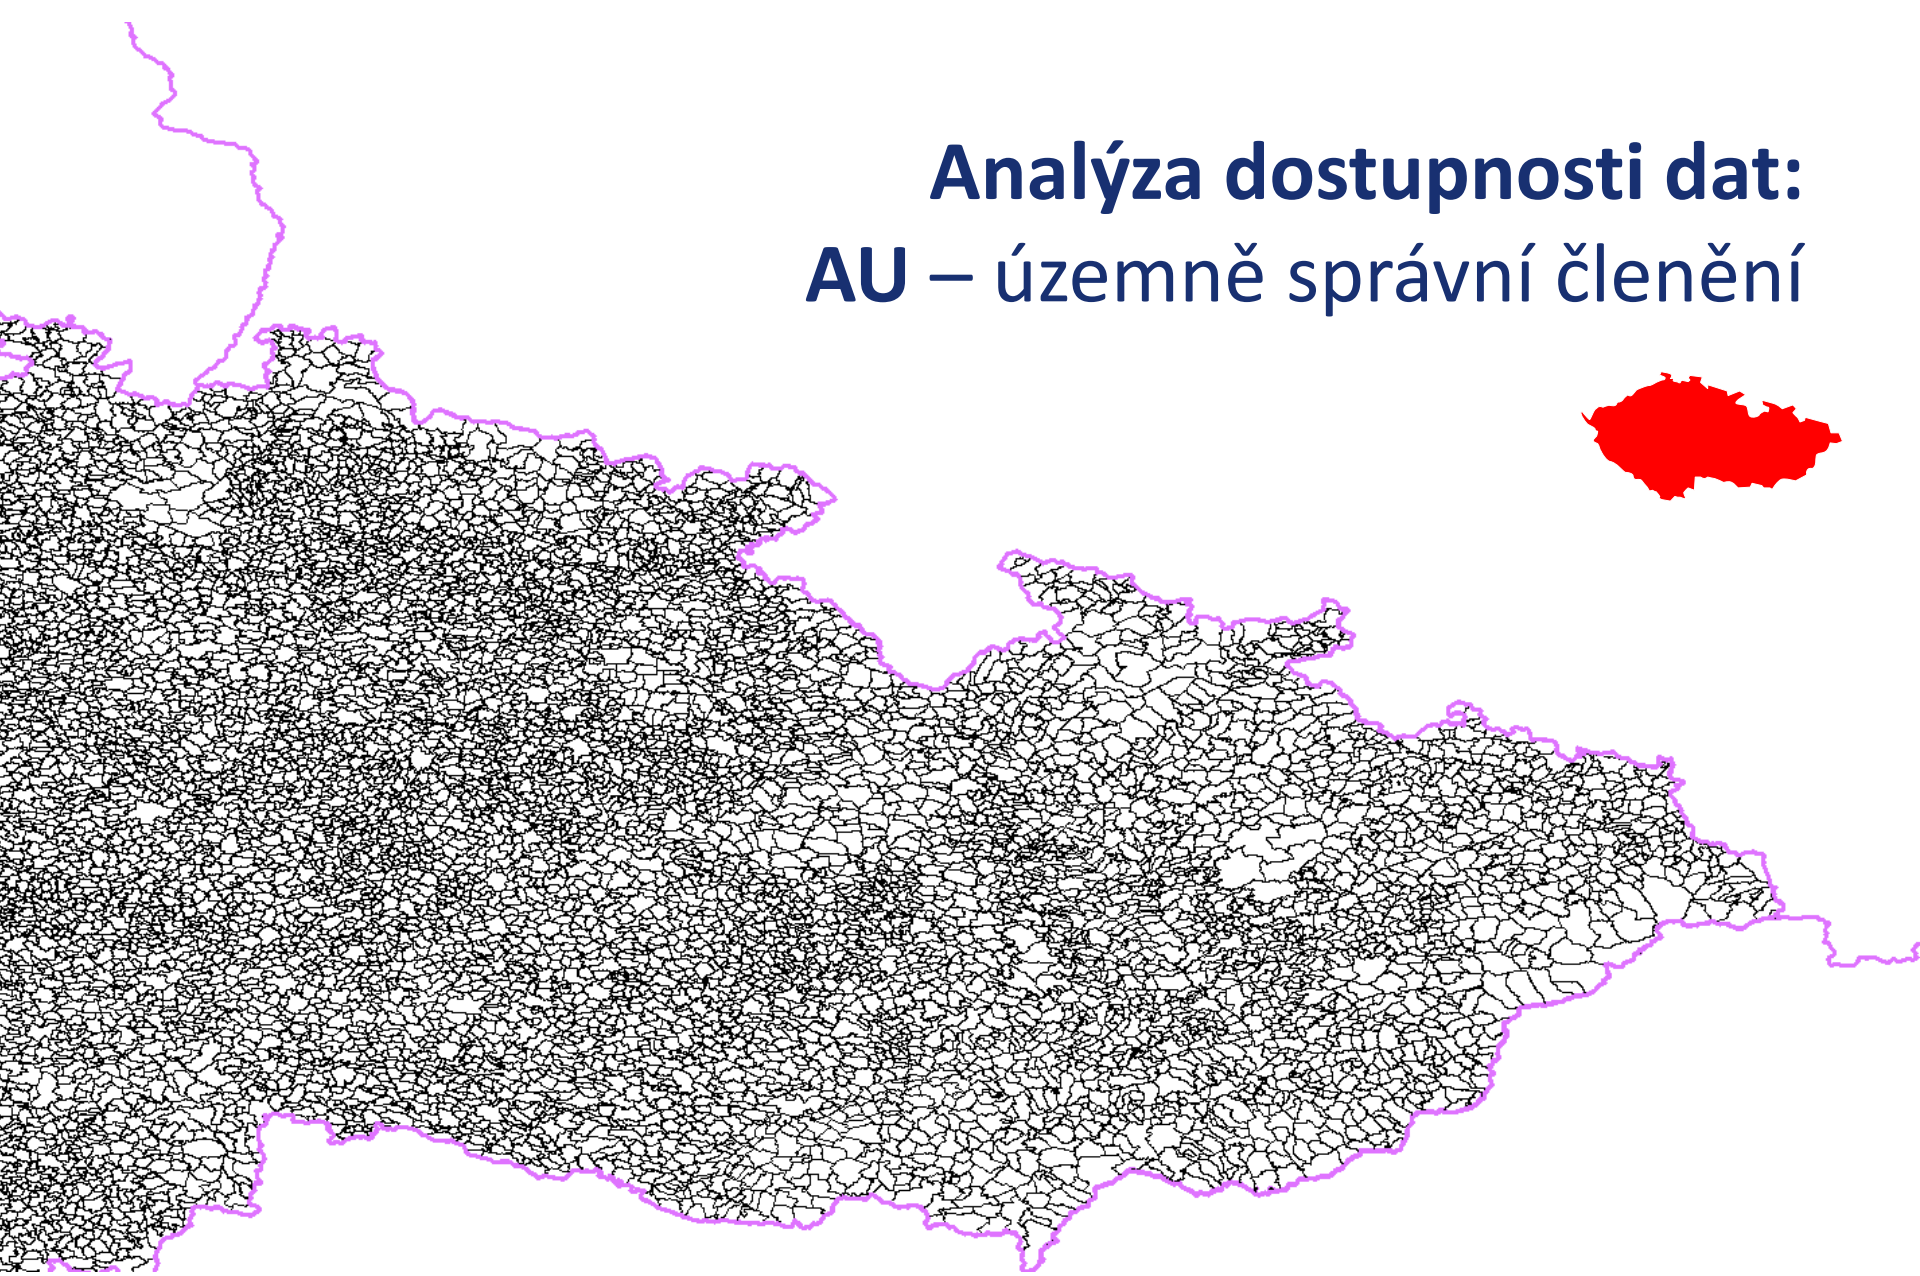 Analýza dostupnosti dat:
AU – územně správní členění